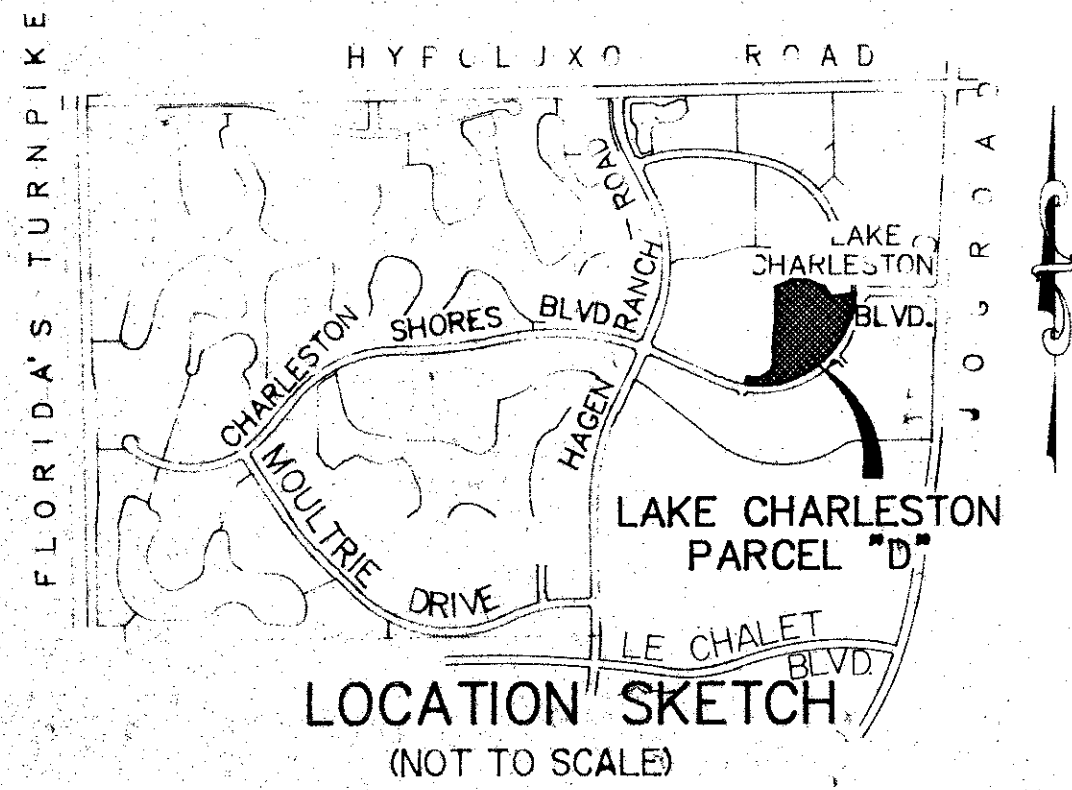 HYPOLUXO ROAD
FLORIDA'S TURNPIKE
JOG ROAD
HAGEN RANCH ROAD
LAKE
CHARLESTON
BLVD.
CHARLESTON SHORES BLVD.
MOULTRIE DRIVE
LAKE CHARLESTON
PARCEL "D"
LE CHALET
BLVD.
LOCATION SKETCH
(NOT TO SCALE)